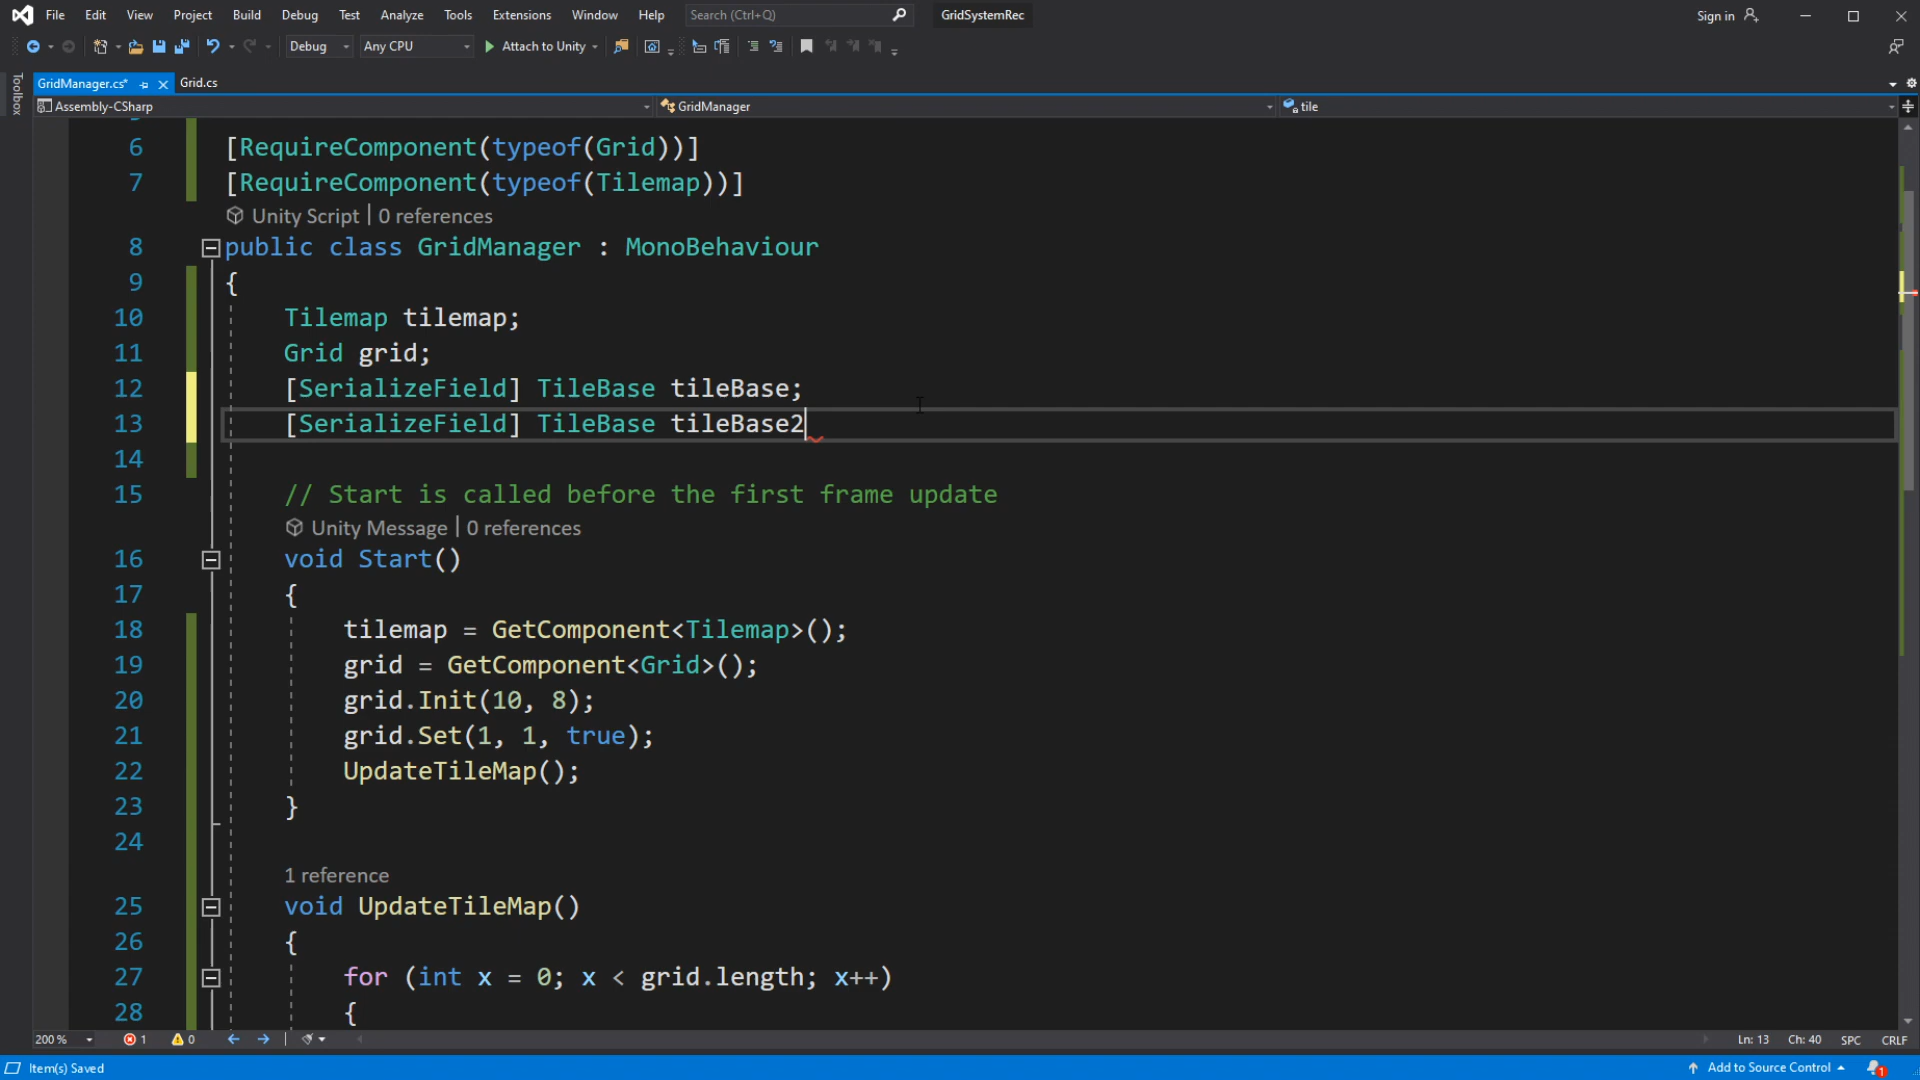 File Edit View Project Build Debug Test Analyze Tools Extensions Window Help Search (Ctrl+Q) GridSystemRec Sign in
Debug Any CPU Attach to Unity
Toolbox
GridManager.cs* Grid.cs
Assembly-CSharp GridManager tile
6 [RequireComponent(typeof(Grid))]
7 [RequireComponent(typeof(Tilemap))]
Unity Script | 0 references
8 public class GridManager : MonoBehaviour
9 {
10 Tilemap tilemap;
11 Grid grid;
12 [SerializeField] TileBase tileBase;
13 [SerializeField] TileBase tileBase2
14
15 // Start is called before the first frame update
Unity Message | 0 references
16 void Start()
17 {
18 tilemap = GetComponent<Tilemap>();
19 grid = GetComponent<Grid>();
20 grid.Init(10, 8);
21 grid.Set(1, 1, true);
22 UpdateTileMap();
23 }
24
1 reference
25 void UpdateTileMap()
26 {
27 for (int x = 0; x < grid.length; x++)
28 {
200 % 1 0 Ln: 13 Ch: 40 SPC CRLF
Item(s) Saved Add to Source Control 1